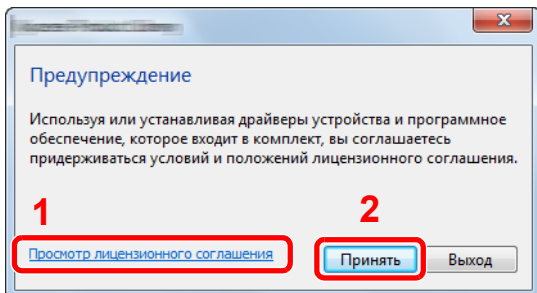 Предупреждение
Используя или устанавливая драйверы устройства и программное
обеспечение, которое входит в комплект, вы соглашаетесь
придерживаться условий и положений лицензионного соглашения.
1
2
Просмотр лицензионного соглашения
Принять
Выход